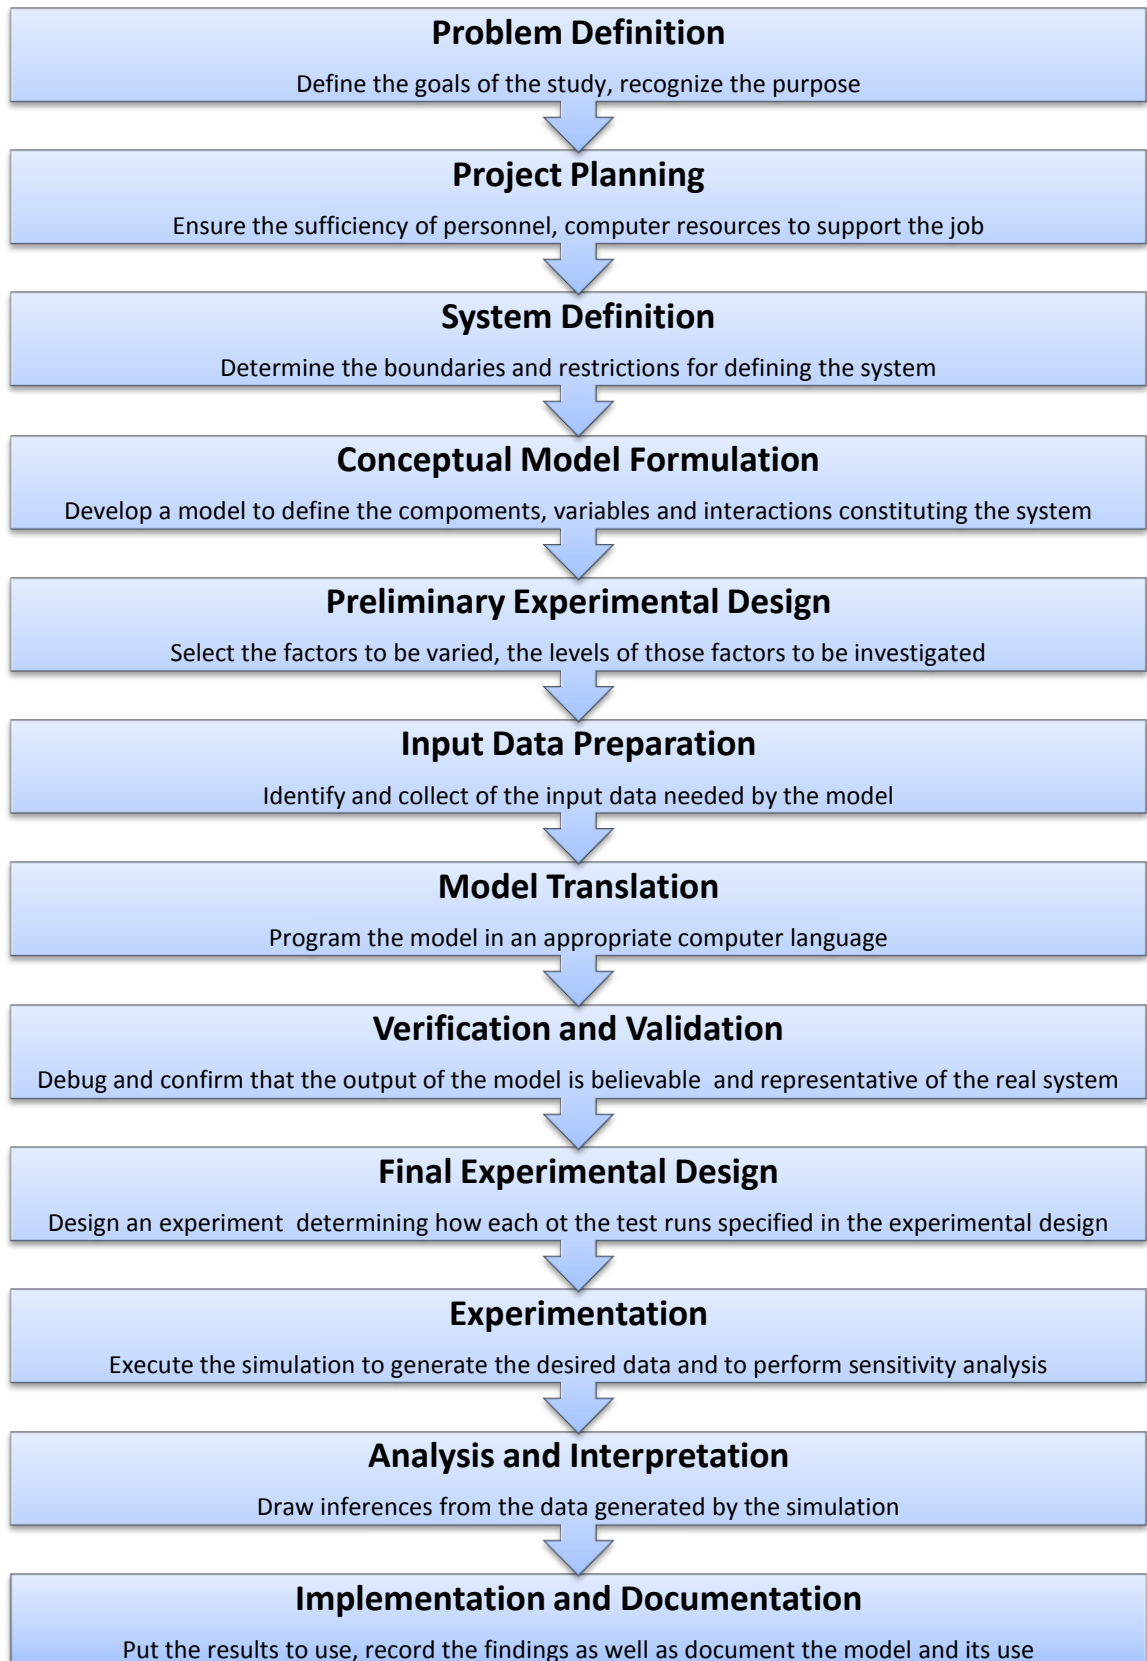 Problem Definition
Define the goals of the study, recognize the purpose
Project Planning
Ensure the sufficiency of personnel, computer resources to support the job
System Definition
Determine the boundaries and restrictions for defining the system
Conceptual Model Formulation
Develop a model to define the compoments, variables and interactions constituting the system
Preliminary Experimental Design
Select the factors to be varied, the levels of those factors to be investigated
Input Data Preparation
Identify and collect of the input data needed by the model
Model Translation
Program the model in an appropriate computer language
Verification and Validation
Debug and confirm that the output of the model is believable  and representative of the real system
Final Experimental Design
Design an experiment  determining how each ot the test runs specified in the experimental design
Experimentation
Execute the simulation to generate the desired data and to perform sensitivity analysis
Analysis and Interpretation
Draw inferences from the data generated by the simulation
Implementation and Documentation
Put the results to use, record the findings as well as document the model and its use